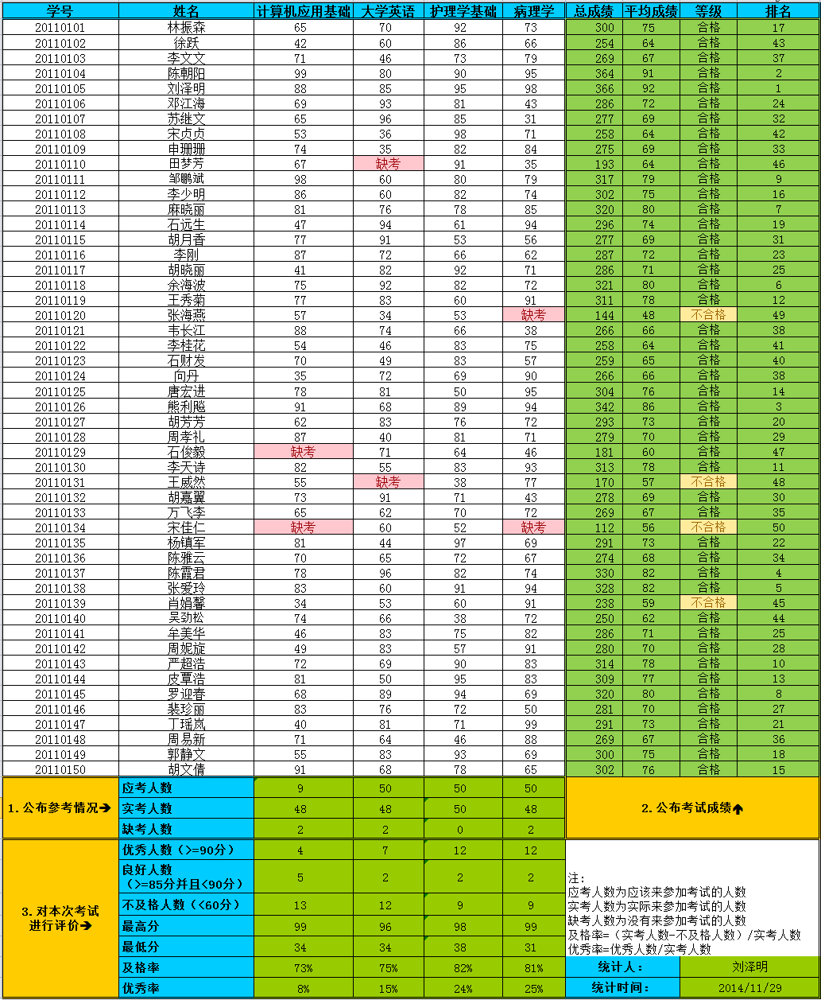 学号 姓名 计算机应用基础 大学英语 护理学基础 病理学 总成绩 平均成绩 等级 排名
20110101 林振森 65 70 92 73 300 75 合格 17
20110102 徐跃 42 60 86 66 254 64 合格 43
20110103 李文文 71 46 73 79 269 67 合格 37
20110104 陈朝阳 99 80 90 95 364 91 合格 2
20110105 刘泽明 88 85 95 98 366 92 合格 1
20110106 邓江海 69 93 81 43 286 72 合格 24
20110107 苏继文 65 96 85 31 277 69 合格 32
20110108 宋贞贞 53 36 98 71 258 64 合格 42
20110109 申珊珊 74 35 82 84 275 69 合格 33
20110110 田梦芳 67 缺考 91 35 193 64 合格 46
20110111 邹鹏斌 98 60 80 79 317 79 合格 9
20110112 李少明 86 60 82 74 302 75 合格 16
20110113 麻晓丽 81 76 78 85 320 80 合格 7
20110114 石远生 47 94 61 94 296 74 合格 19
20110115 胡月香 77 91 53 56 277 69 合格 31
20110116 李刚 87 72 66 62 287 72 合格 23
20110117 胡晓丽 41 82 92 71 286 71 合格 25
20110118 余海波 75 92 82 72 321 80 合格 6
20110119 王秀菊 77 83 60 91 311 78 合格 12
20110120 张海燕 57 34 53 缺考 144 48 不合格 49
20110121 韦长江 88 74 66 38 266 66 合格 38
20110122 李桂花 54 46 83 75 258 64 合格 41
20110123 石财发 70 49 83 57 259 65 合格 40
20110124 向丹 35 72 69 90 266 66 合格 38
20110125 唐宏进 78 81 50 95 304 76 合格 14
20110126 熊利飚 91 68 89 94 342 86 合格 3
20110127 胡芳芳 62 83 76 72 293 73 合格 20
20110128 周孝礼 87 40 81 71 279 70 合格 29
20110129 石俊毅 缺考 71 64 46 181 60 合格 47
20110130 李天诗 82 55 83 93 313 78 合格 11
20110131 王威然 55 缺考 38 77 170 57 不合格 48
20110132 胡嘉翼 73 91 71 43 278 69 合格 30
20110133 万飞李 65 62 70 72 269 67 合格 35
20110134 宋佳仁 缺考 60 52 缺考 112 56 不合格 50
20110135 杨镇军 81 44 97 69 291 73 合格 22
20110136 陈雅云 70 65 72 67 274 68 合格 34
20110137 陈霞君 78 96 82 74 330 82 合格 4
20110138 张爱玲 83 60 91 94 328 82 合格 5
20110139 肖娟馨 34 53 60 91 238 59 不合格 45
20110140 吴劲松 74 66 38 72 250 62 合格 44
20110141 牟美华 46 83 75 82 286 71 合格 25
20110142 周妮旋 49 83 57 91 280 70 合格 28
20110143 严超浩 72 69 90 83 314 78 合格 10
20110144 皮覃浩 81 50 95 83 309 77 合格 13
20110145 罗迎春 68 89 94 69 320 80 合格 8
20110146 裴珍丽 83 76 72 50 281 70 合格 27
20110147 丁瑶岚 40 81 71 99 291 73 合格 21
20110148 周易新 71 64 46 88 269 67 合格 36
20110149 郭静文 55 83 93 69 300 75 合格 18
20110150 胡文倩 91 68 78 65 302 76 合格 15
1.公布参考情况→
应考人数 9 50 50 50
实考人数 48 48 50 48
缺考人数 2 2 0 2
2.公布考试成绩↑
3.对本次考试
进行评价→
优秀人数（>=90分） 4 7 12 12
良好人数
（>=85分并且<90分） 5 2 2 2
不及格人数（<60分） 13 12 9 9
最高分 99 96 98 99
最低分 34 34 38 31
及格率 73% 75% 82% 81%
优秀率 8% 15% 24% 25%
注：
应考人数为应该来参加考试的人数
实考人数为实际来参加考试的人数
缺考人数为没有来参加考试的人数
及格率=（实考人数-不及格人数）/实考人数
优秀率=优秀人数/实考人数
统计人： 刘泽明
统计时间： 2014/11/29